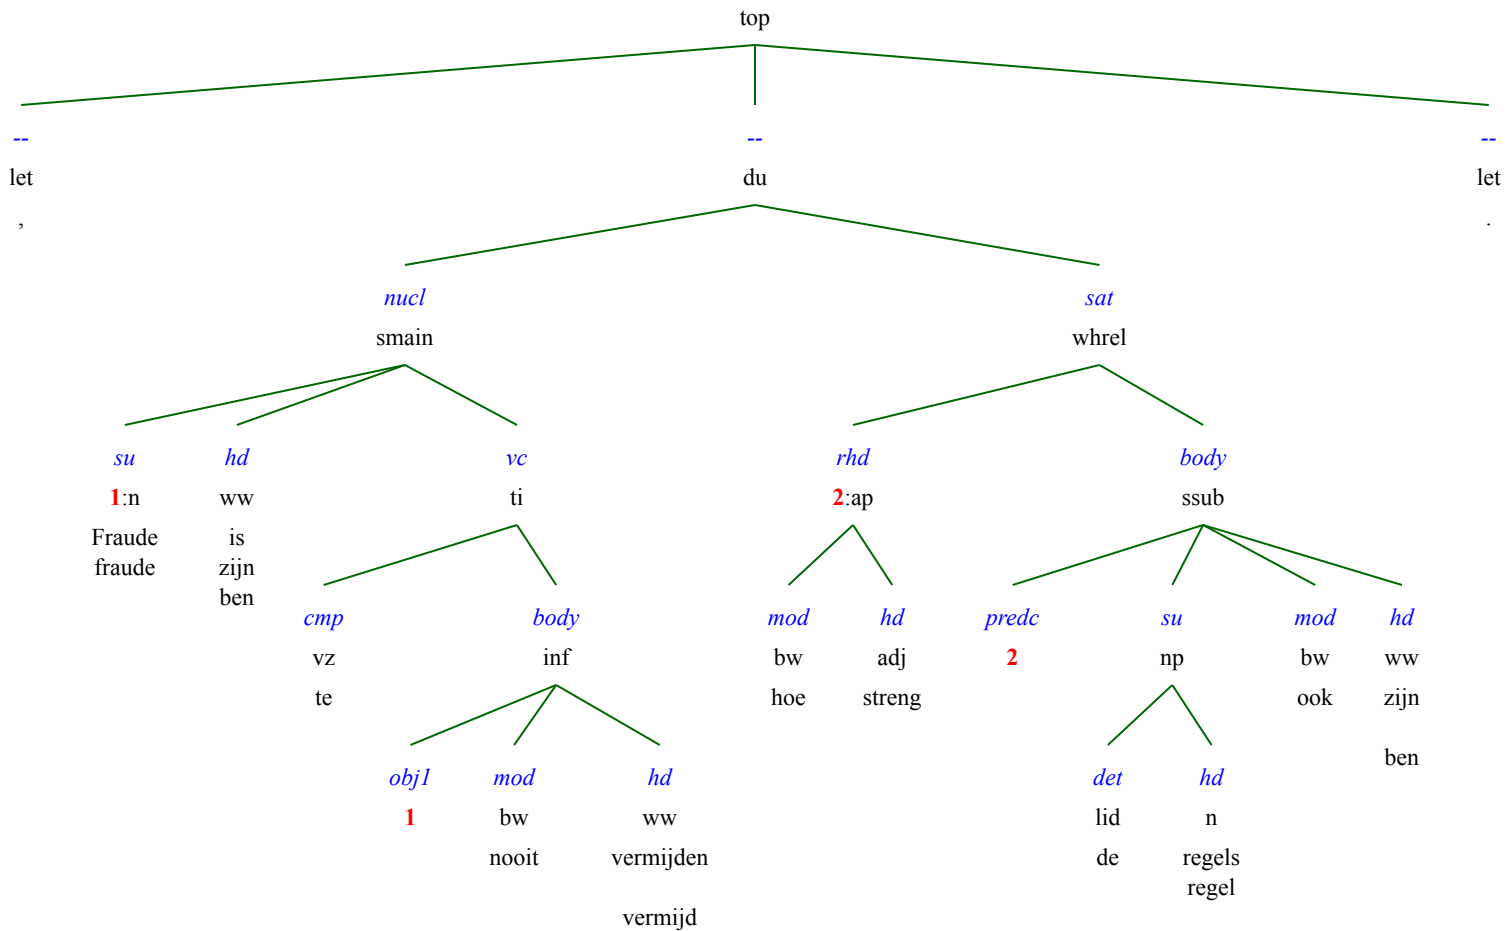 top
-- -- --
let du let
, .
nucl sat
smain whrel
su hd vc rhd body
1:n ww ti 2:ap ssub
Fraude is
fraude zijn
ben
cmp body mod hd predc su mod hd
vz inf bw adj 2 np bw ww
te hoe streng ook zijn
ben
obj1 mod hd det hd
1 bw ww lid n
nooit vermijden de regels
regel
vermijd